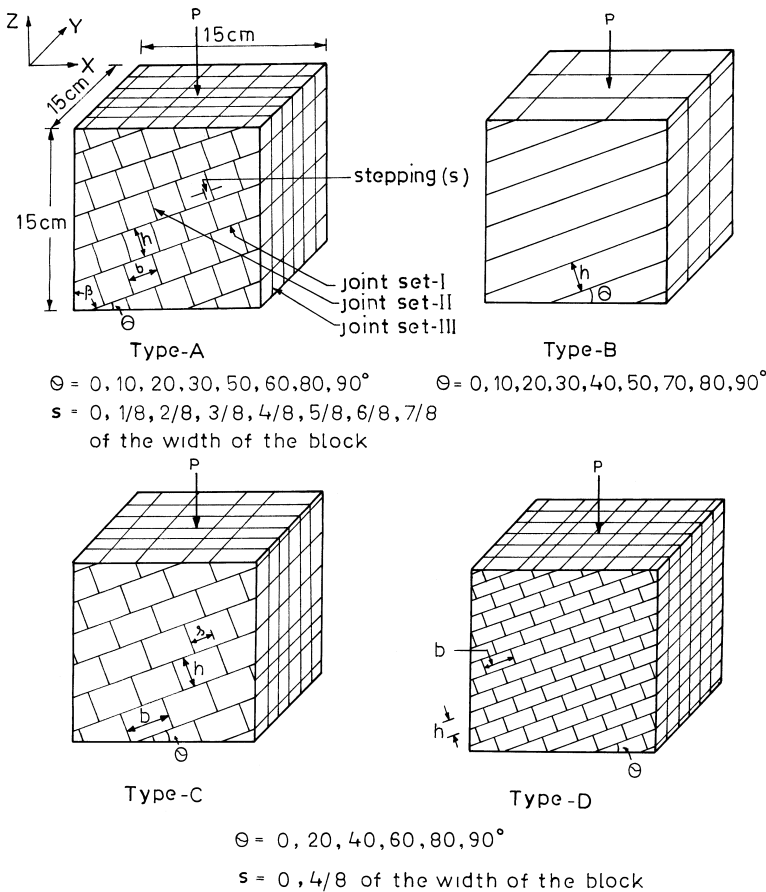 Z
Y
X
P
15cm
15cm
15cm
h
b
β
θ
stepping (s)
joint set-I
joint set-II
joint set-III
Type-A
θ = 0, 10, 20, 30, 50, 60, 80, 90°
s = 0, 1/8, 2/8, 3/8, 4/8, 5/8, 6/8, 7/8
of the width of the block
P
h
θ
Type-B
θ = 0, 10, 20, 30, 40, 50, 70, 80, 90°
P
s
h
b
θ
Type-C
P
b
h
θ
Type-D
θ = 0, 20, 40, 60, 80, 90°
s = 0, 4/8 of the width of the block